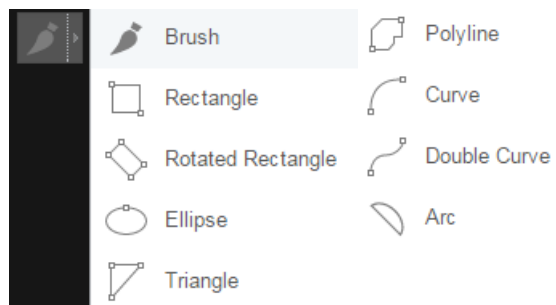 Brush
Rectangle
Rotated Rectangle
Ellipse
Triangle
Polyline
Curve
Double Curve
Arc